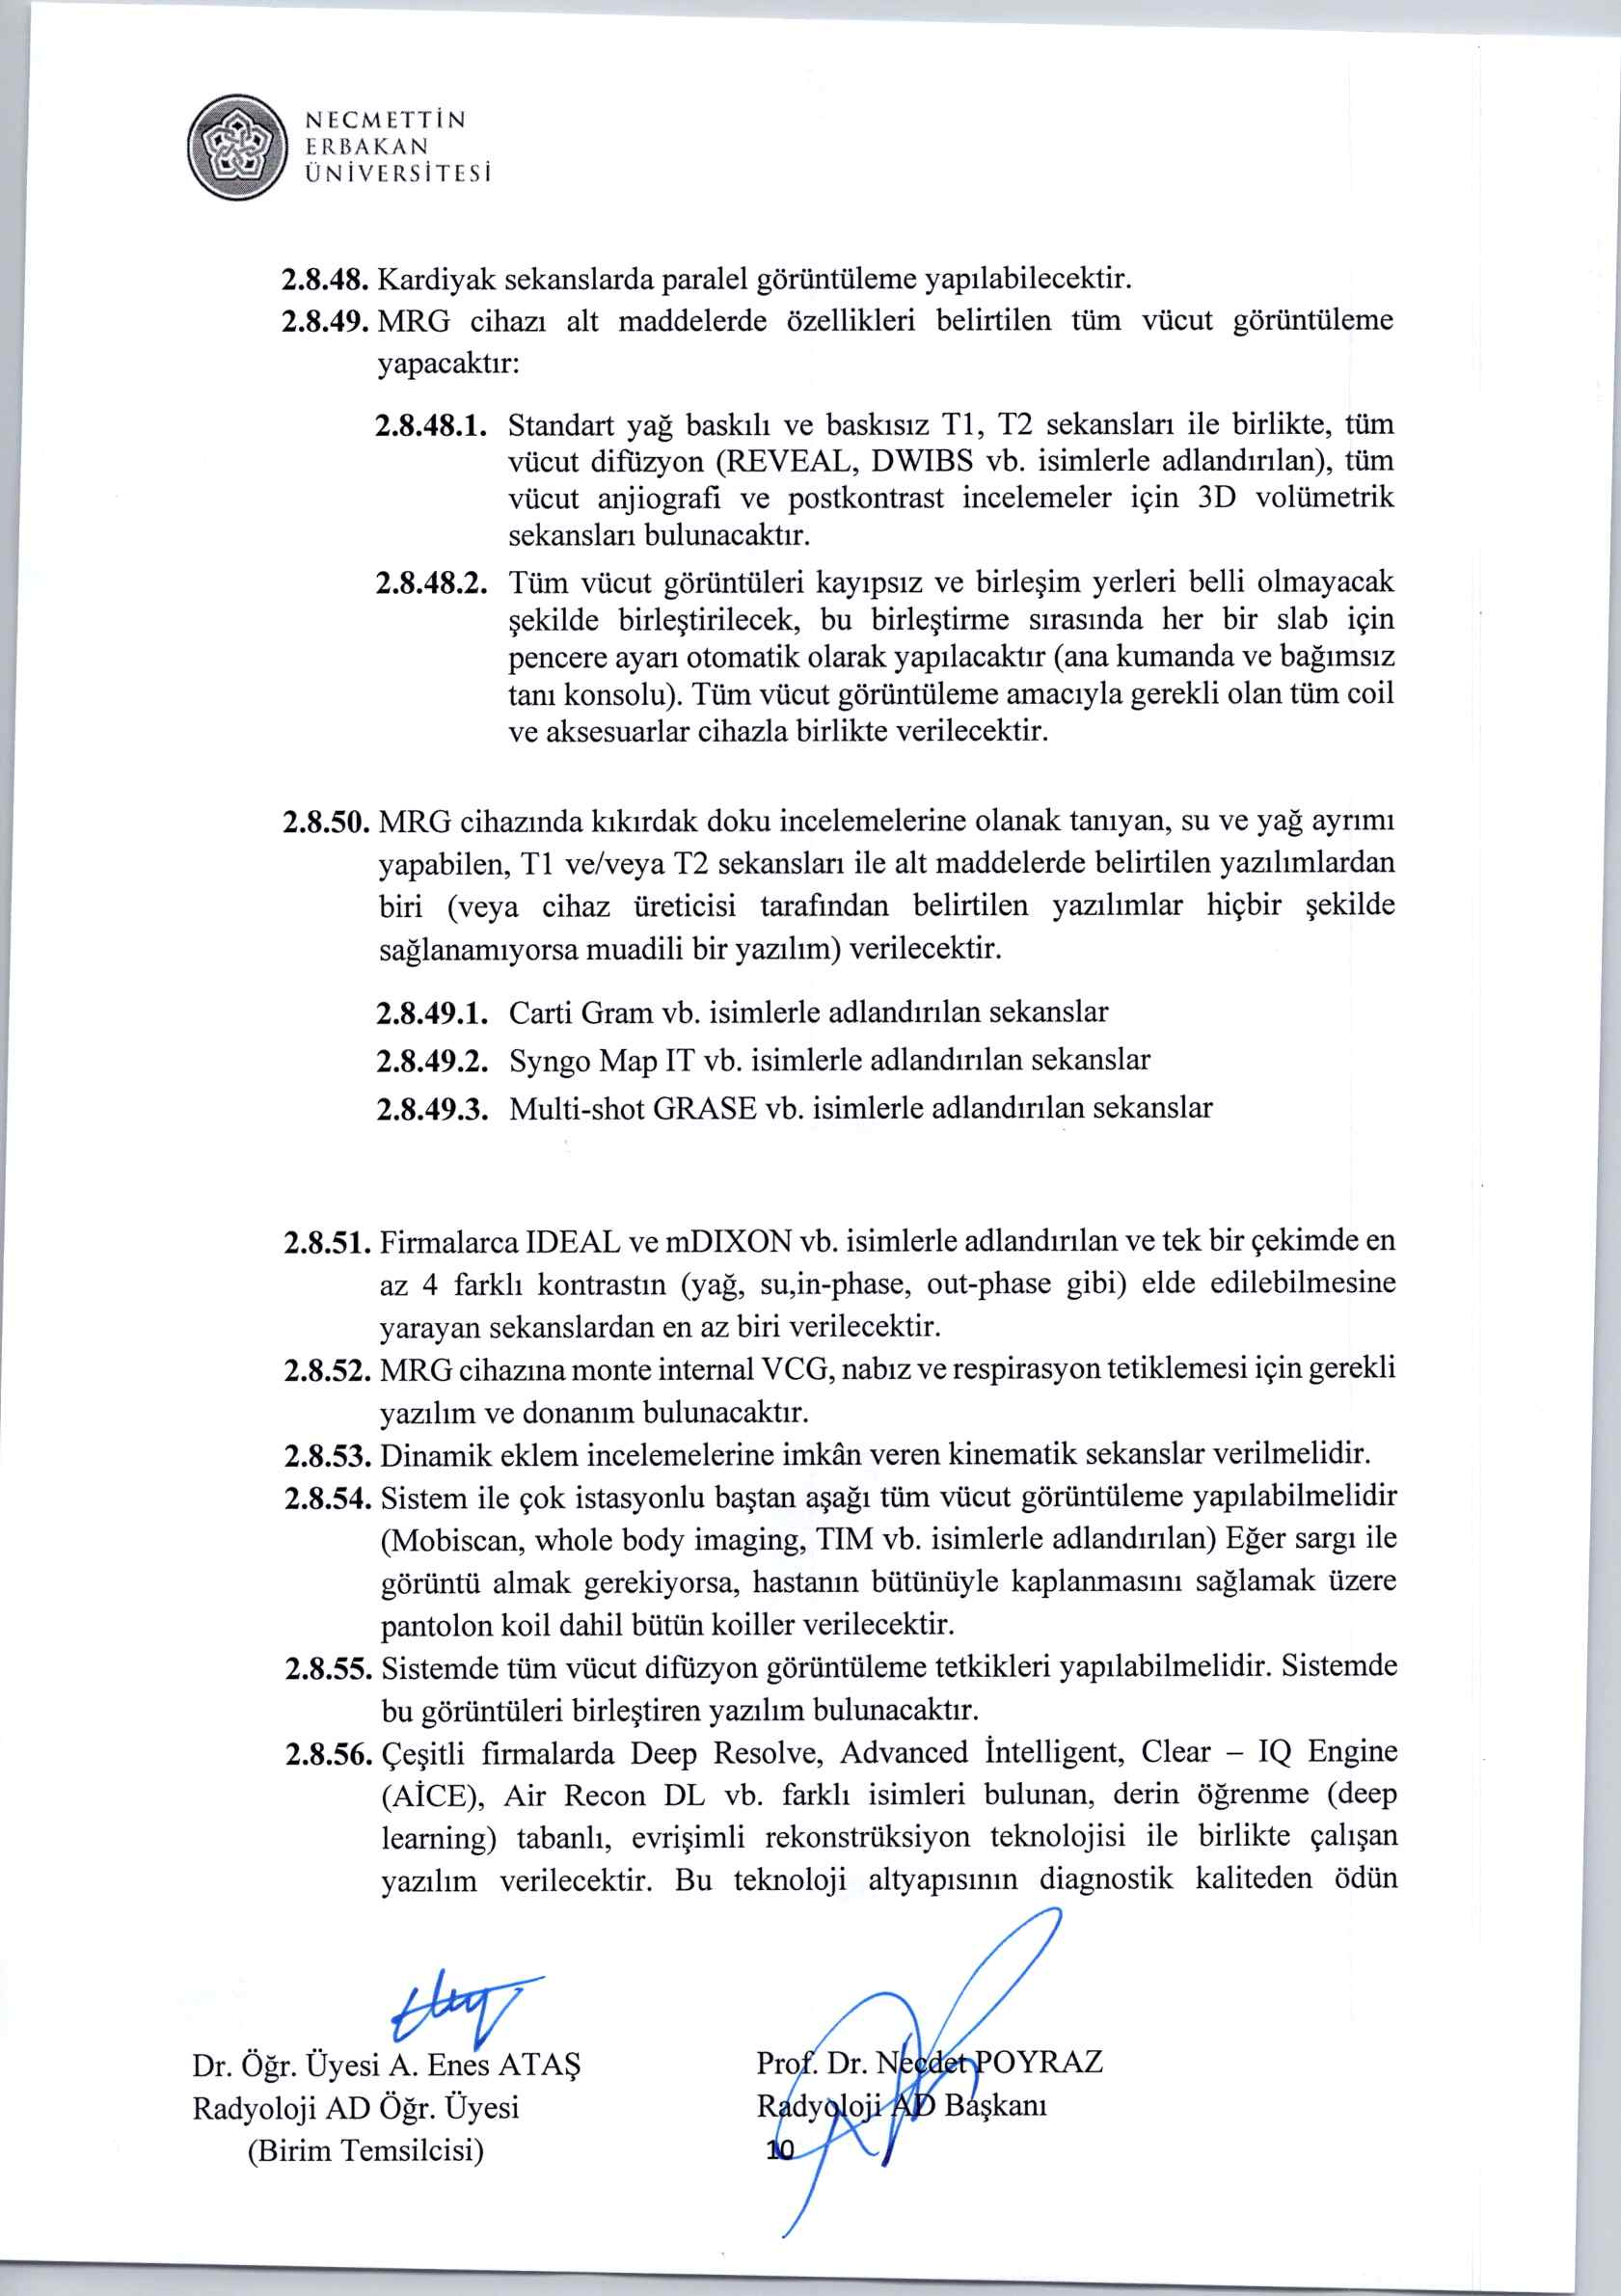 NECMETTİN
ERBAKAN
ÜNİVERSİTESİ
2.8.48. Kardiyak sekanslarda paralel görüntüleme yapılabilecektir.
2.8.49. MRG cihazı alt maddelerde özellikleri belirtilen tüm vücut görüntüleme
yapacaktır:
2.8.48.1. Standart yağ baskılı ve baskısız T1, T2 sekansları ile birlikte, tüm
vücut difüzyon (REVEAL, DWIBS vb. isimlerle adlandırılan), tüm
vücut anjiografi ve postkontrast incelemeler için 3D volümetrik
sekansları bulunacaktır.
2.8.48.2. Tüm vücut görüntüleri kayıpsız ve birleşim yerleri belli olmayacak
şekilde birleştirilecek, bu birleştirme sırasında her bir slab için
pencere ayarı otomatik olarak yapılacaktır (ana kumanda ve bağımsız
tanı konsolu). Tüm vücut görüntüleme amacıyla gerekli olan tüm coil
ve aksesuarlar cihazla birlikte verilecektir.
2.8.50. MRG cihazında kıkırdak doku incelemelerine olanak tanıyan, su ve yağ ayrımı
yapabilen, T1 ve/veya T2 sekansları ile alt maddelerde belirtilen yazılımlardan
biri (veya cihaz üreticisi tarafından belirtilen yazılımlar hiçbir şekilde
sağlanamıyorsa muadili bir yazılım) verilecektir.
2.8.49.1. Carti Gram vb. isimlerle adlandırılan sekanslar
2.8.49.2. Syngo Map IT vb. isimlerle adlandırılan sekanslar
2.8.49.3. Multi-shot GRASE vb. isimlerle adlandırılan sekanslar
2.8.51. Firmalarca IDEAL ve mDIXON vb. isimlerle adlandırılan ve tek bir çekimde en
az 4 farklı kontrastın (yağ, su,in-phase, out-phase gibi) elde edilebilmesine
yarayan sekanslardan en az biri verilecektir.
2.8.52. MRG cihazına monte internal VCG, nabız ve respirasyon tetiklemesi için gerekli
yazılım ve donanım bulunacaktır.
2.8.53. Dinamik eklem incelemelerine imkân veren kinematik sekanslar verilmelidir.
2.8.54. Sistem ile çok istasyonlu baştan aşağı tüm vücut görüntüleme yapılabilmelidir
(Mobiscan, whole body imaging, TIM vb. isimlerle adlandırılan) Eğer sargı ile
görüntü almak gerekiyorsa, hastanın bütünüyle kaplanmasını sağlamak üzere
pantolon koil dahil bütün koiller verilecektir.
2.8.55. Sistemde tüm vücut difüzyon görüntüleme tetkikleri yapılabilmelidir. Sistemde
bu görüntüleri birleştiren yazılım bulunacaktır.
2.8.56. Çeşitli firmalarda Deep Resolve, Advanced İntelligent, Clear – IQ Engine
(AİCE), Air Recon DL vb. farklı isimleri bulunan, derin öğrenme (deep
learning) tabanlı, evrişimli rekonstrüksiyon teknolojisi ile birlikte çalışan
yazılım verilecektir. Bu teknoloji altyapısının diagnostik kaliteden ödün
Dr. Öğr. Üyesi A. Enes ATAŞ
Radyoloji AD Öğr. Üyesi
(Birim Temsilcisi)
Prof. Dr. Necdet POYRAZ
Radyoloji AD Başkanı
10